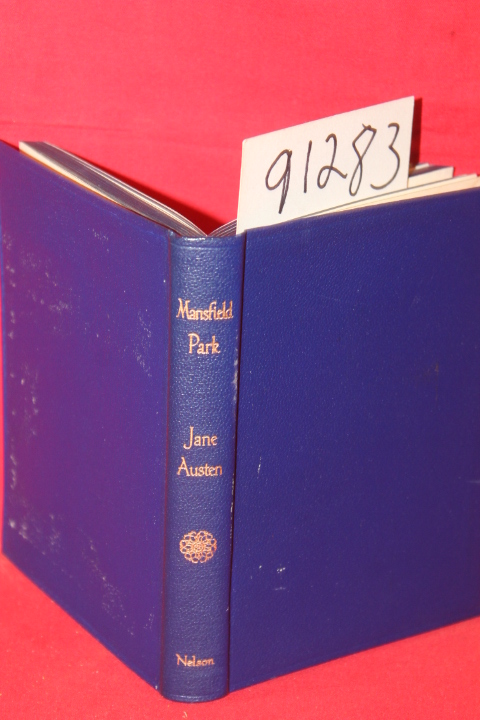 91283
Mansfield
Park
Jane
Austen
Nelson